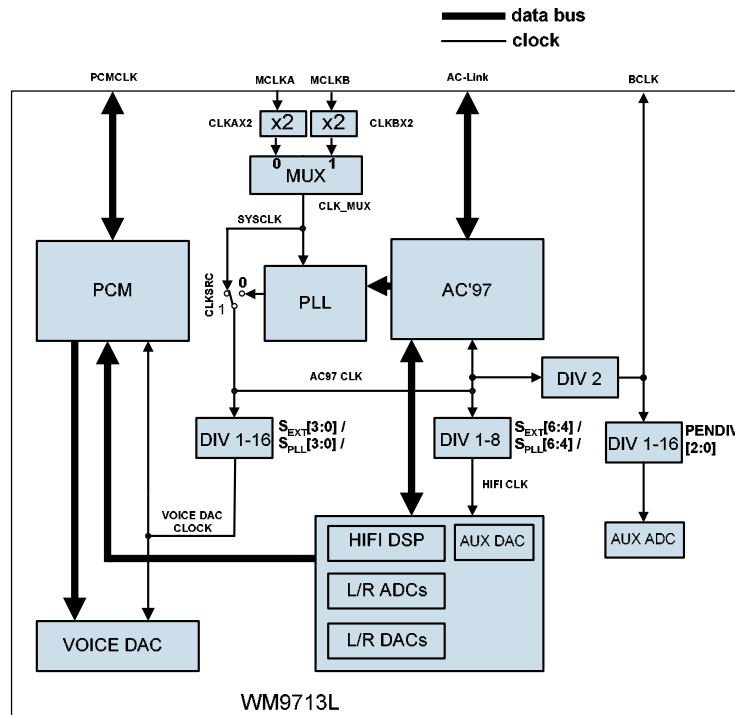 data bus
clock
PCMCLK
MCLKA
MCLKB
AC-Link
BCLK
CLKAX2
x2
x2
CLKBX2
0
1
MUX
CLK_MUX
SYSCLK
PCM
CLKSRC
0
1
PLL
AC'97
AC97 CLK
DIV 2
DIV 1-16
SEXT[3:0] /
SPLL[3:0] /
DIV 1-8
SEXT[6:4] /
SPLL[6:4] /
DIV 1-16
PENDIV
[2:0]
HIFI CLK
VOICE DAC
CLOCK
HIFI DSP
AUX DAC
AUX ADC
L/R ADCs
L/R DACs
VOICE DAC
WM9713L